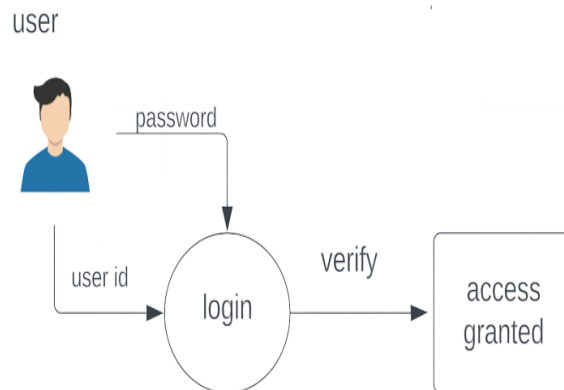 user
password
user id
login
verify
access
granted